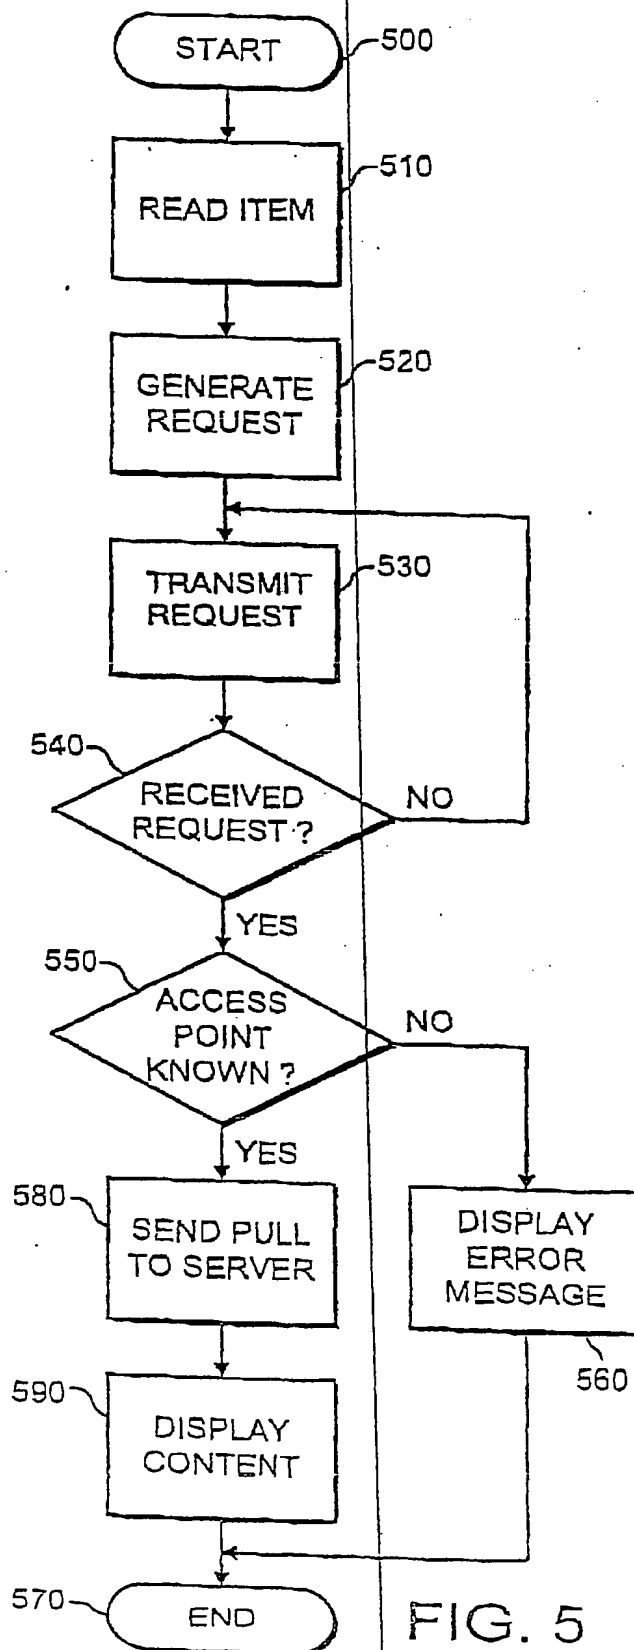 START
500
510
READ ITEM
520
GENERATE
REQUEST
530
TRANSMIT
REQUEST
540
RECEIVED
REQUEST ?
NO
YES
550
ACCESS
POINT
KNOWN ?
NO
YES
580
SEND PULL
TO SERVER
DISPLAY
ERROR
MESSAGE
560
590
DISPLAY
CONTENT
570
END
FIG. 5